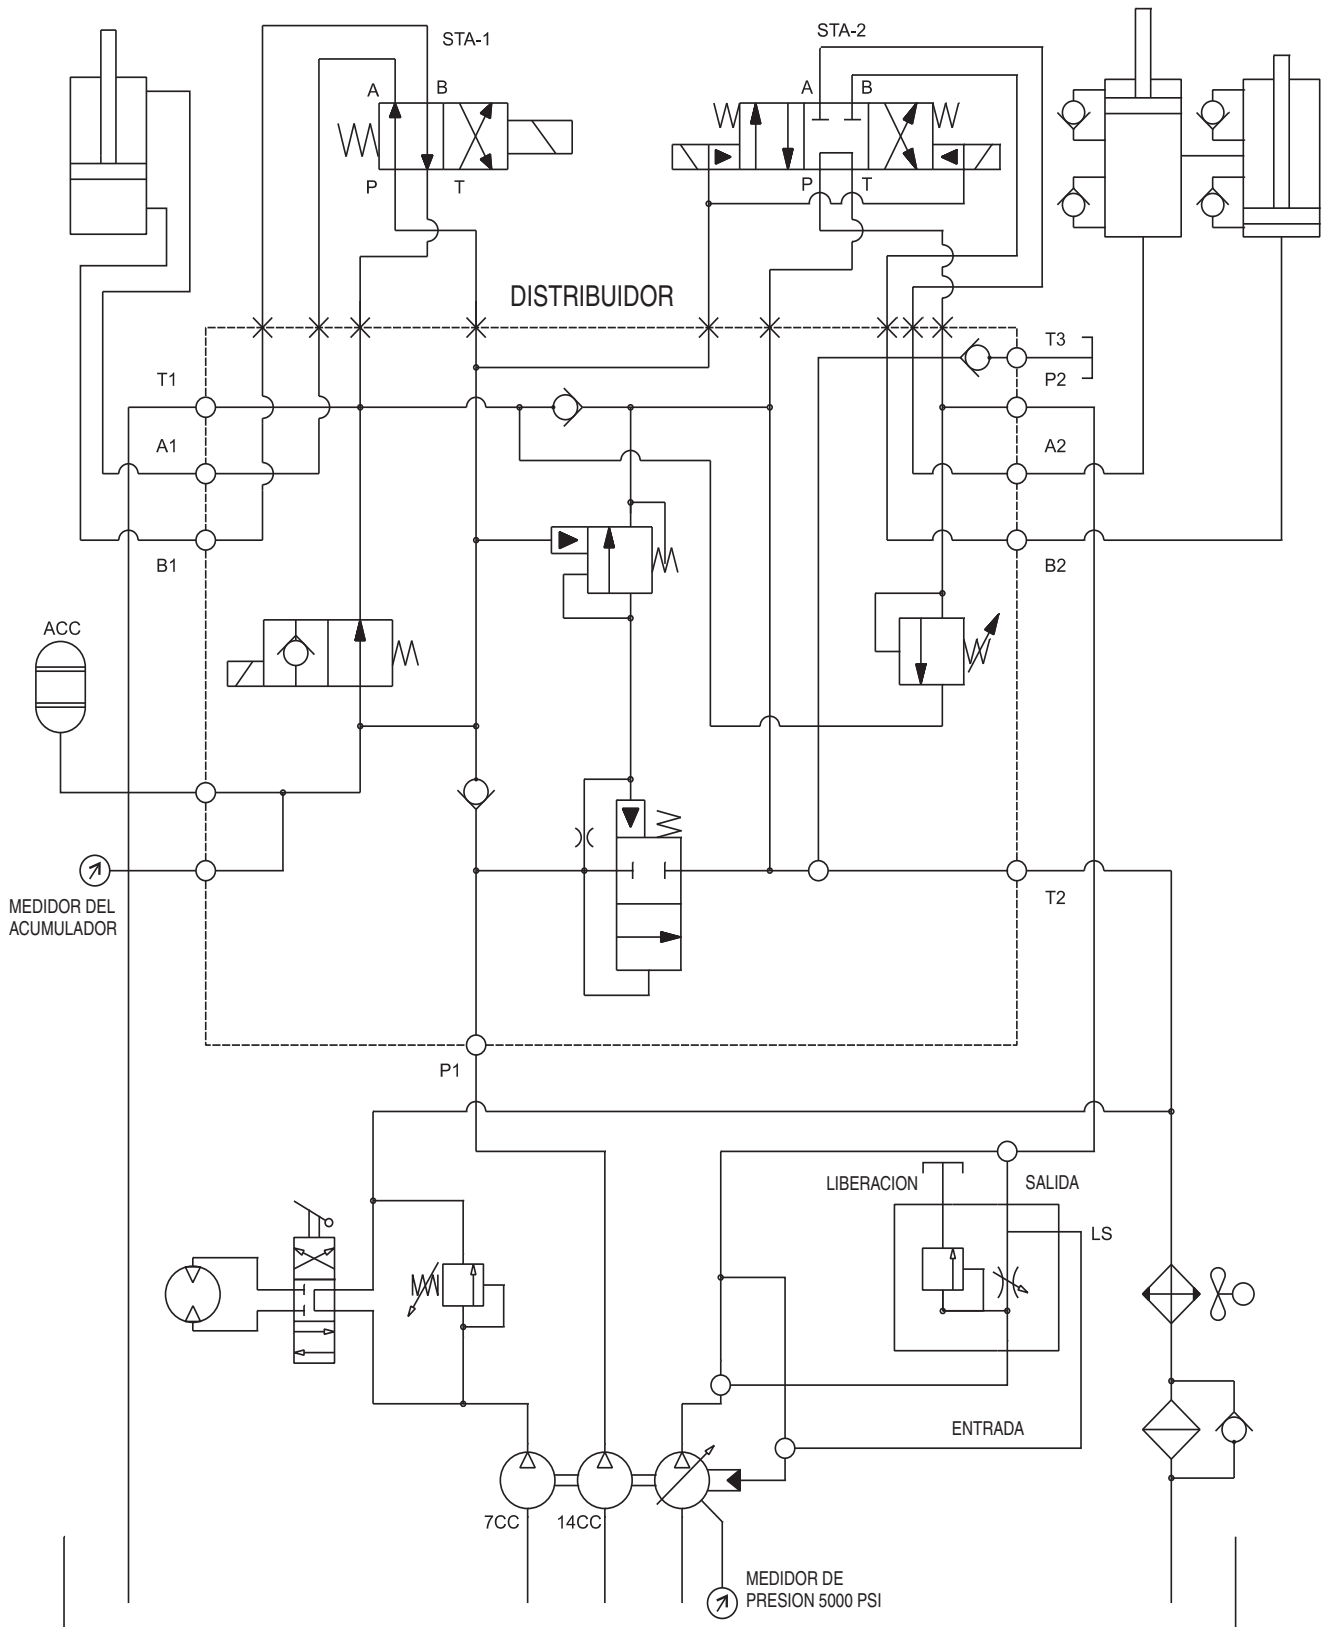 STA-1
STA-2
A
B
A
B
P
T
P
T
DISTRIBUIDOR
T3
T1
P2
A1
A2
B1
B2
ACC
MEDIDOR DEL
ACUMULADOR
T2
P1
LIBERACION
SALIDA
LS
ENTRADA
7CC
14CC
MEDIDOR DE
PRESION 5000 PSI